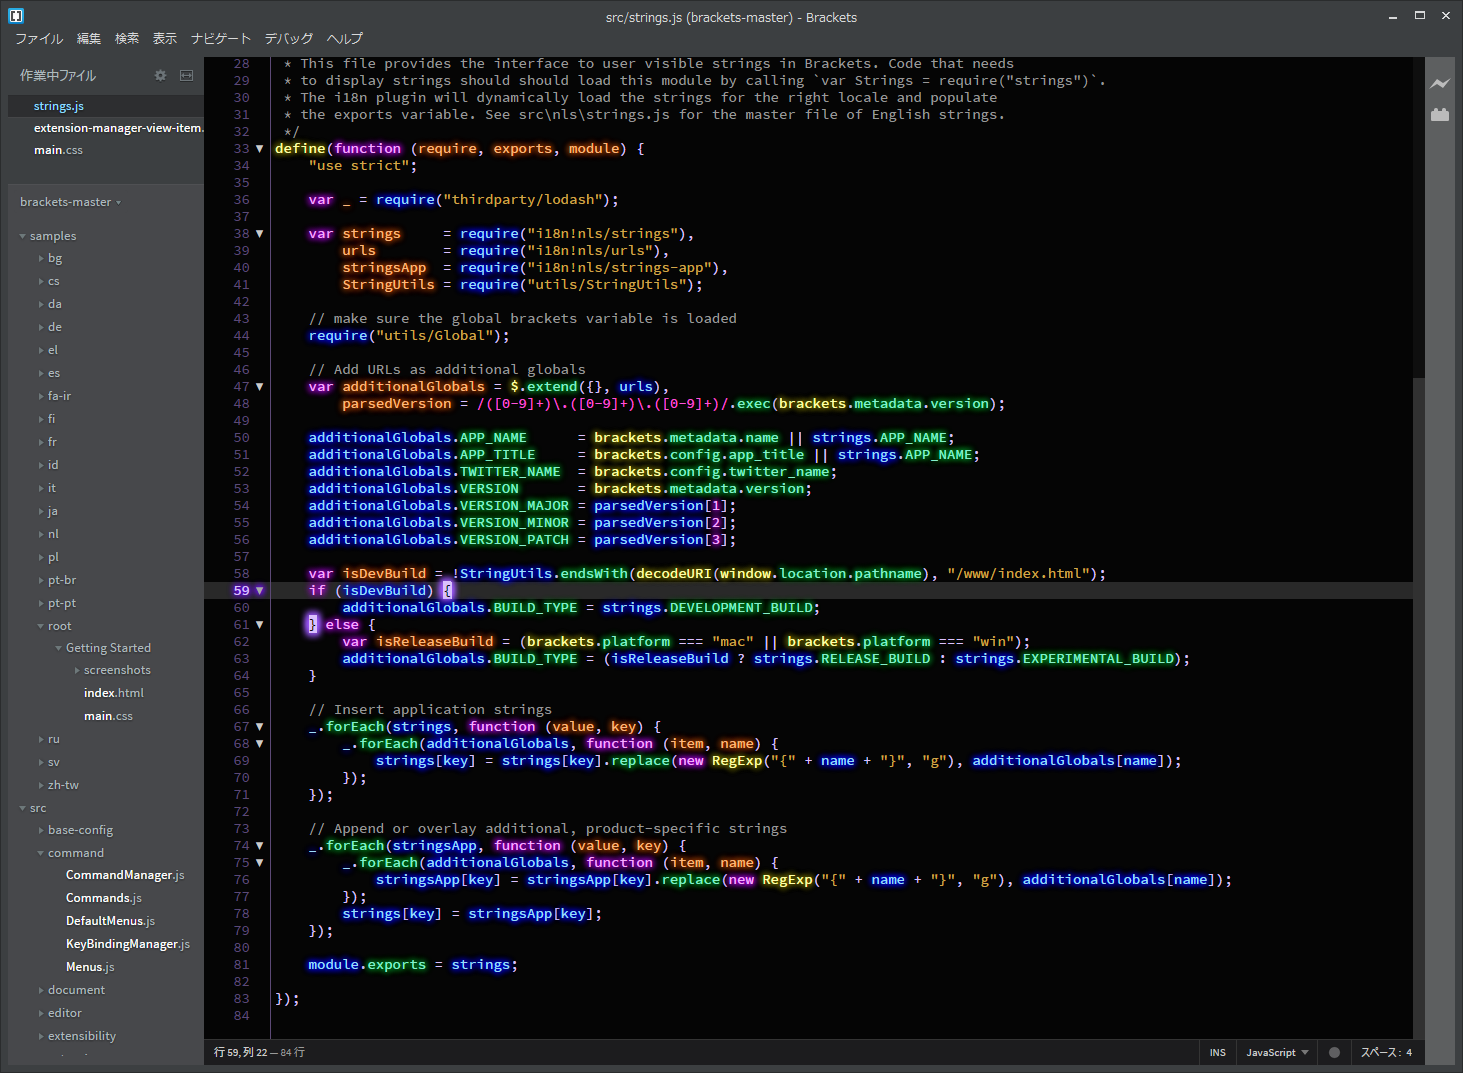 src/strings.js (brackets-master) - Brackets
ファイル 編集 検索 表示 ナビゲート デバッグ ヘルプ
作業中ファイル
strings.js
extension-manager-view-item.
main.css
brackets-master
samples
bg
cs
da
de
el
es
fa-ir
fi
fr
id
it
ja
nl
pl
pt-br
pt-pt
root
Getting Started
screenshots
index.html
main.css
ru
sv
zh-tw
src
base-config
command
CommandManager.js
Commands.js
DefaultMenus.js
KeyBindingManager.js
Menus.js
document
editor
extensibility
28  * This file provides the interface to user visible strings in Brackets. Code that needs
29  * to display strings should should load this module by calling `var Strings = require("strings")`.
30  * The i18n plugin will dynamically load the strings for the right locale and populate
31  * the exports variable. See src\nls\strings.js for the master file of English strings.
32  */
33 ▼ define(function (require, exports, module) {
34     "use strict";
35
36     var _ = require("thirdparty/lodash");
37
38 ▼     var strings     = require("i18n!nls/strings"),
39         urls        = require("i18n!nls/urls"),
40         stringsApp  = require("i18n!nls/strings-app"),
41         StringUtils = require("utils/StringUtils");
42
43     // make sure the global brackets variable is loaded
44     require("utils/Global");
45
46     // Add URLs as additional globals
47 ▼     var additionalGlobals = $.extend({}, urls),
48         parsedVersion = /([0-9]+)\.([0-9]+)\.([0-9]+)/.exec(brackets.metadata.version);
49
50     additionalGlobals.APP_NAME      = brackets.metadata.name || strings.APP_NAME;
51     additionalGlobals.APP_TITLE     = brackets.config.app_title || strings.APP_NAME;
52     additionalGlobals.TWITTER_NAME  = brackets.config.twitter_name;
53     additionalGlobals.VERSION       = brackets.metadata.version;
54     additionalGlobals.VERSION_MAJOR = parsedVersion[1];
55     additionalGlobals.VERSION_MINOR = parsedVersion[2];
56     additionalGlobals.VERSION_PATCH = parsedVersion[3];
57
58     var isDevBuild = !StringUtils.endsWith(decodeURI(window.location.pathname), "/www/index.html");
59 ▼     if (isDevBuild) {
60         additionalGlobals.BUILD_TYPE = strings.DEVELOPMENT_BUILD;
61 ▼     } else {
62         var isReleaseBuild = (brackets.platform === "mac" || brackets.platform === "win");
63         additionalGlobals.BUILD_TYPE = (isReleaseBuild ? strings.RELEASE_BUILD : strings.EXPERIMENTAL_BUILD);
64     }
65
66     // Insert application strings
67 ▼     _.forEach(strings, function (value, key) {
68 ▼         _.forEach(additionalGlobals, function (item, name) {
69             strings[key] = strings[key].replace(new RegExp("{" + name + "}", "g"), additionalGlobals[name]);
70         });
71     });
72
73     // Append or overlay additional, product-specific strings
74 ▼     _.forEach(stringsApp, function (value, key) {
75 ▼         _.forEach(additionalGlobals, function (item, name) {
76             stringsApp[key] = stringsApp[key].replace(new RegExp("{" + name + "}", "g"), additionalGlobals[name]);
77         });
78         strings[key] = stringsApp[key];
79     });
80
81     module.exports = strings;
82
83 });
84
行 59, 列 22 — 84 行
INS JavaScript スペース: 4